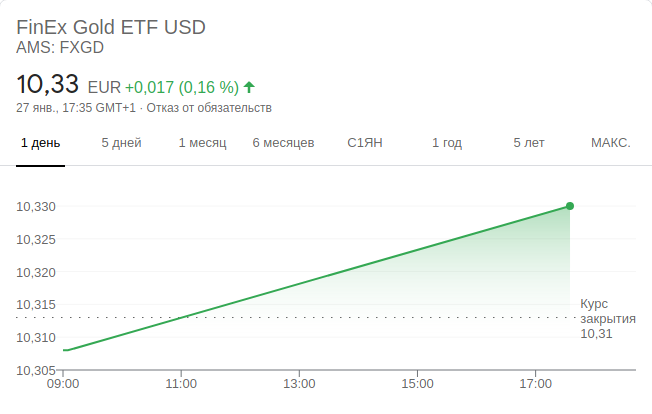 FinEx Gold ETF USD
AMS: FXGD
10,33 EUR +0,017 (0,16 %)
27 янв., 17:35 GMT+1 · Отказ от обязательств
1 день 5 дней 1 месяц 6 месяцев С1ЯН 1 год 5 лет МАКС.
10,330
10,325
10,320
10,315
10,310
10,305
Курс
закрытия
10,31
09:00 11:00 13:00 15:00 17:00